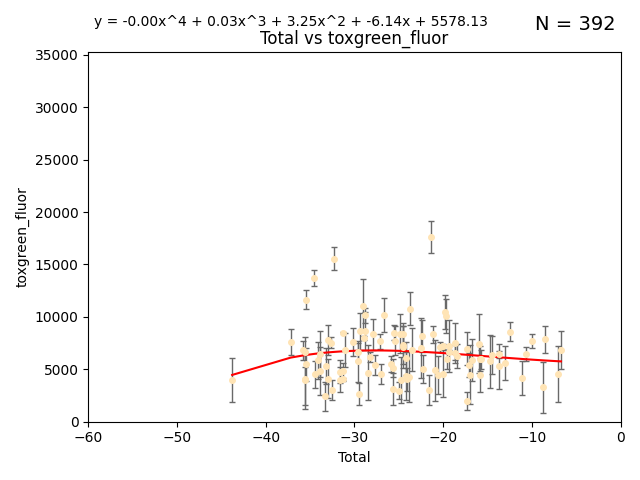 y = -0.00x^4 + 0.03x^3 + 3.25x^2 + -6.14x + 5578.13
N = 392
Total vs toxgreen_fluor
35000
30000
25000
20000
15000
10000
5000
0
toxgreen_fluor
−60 −50 −40 −30 −20 −10 0
Total